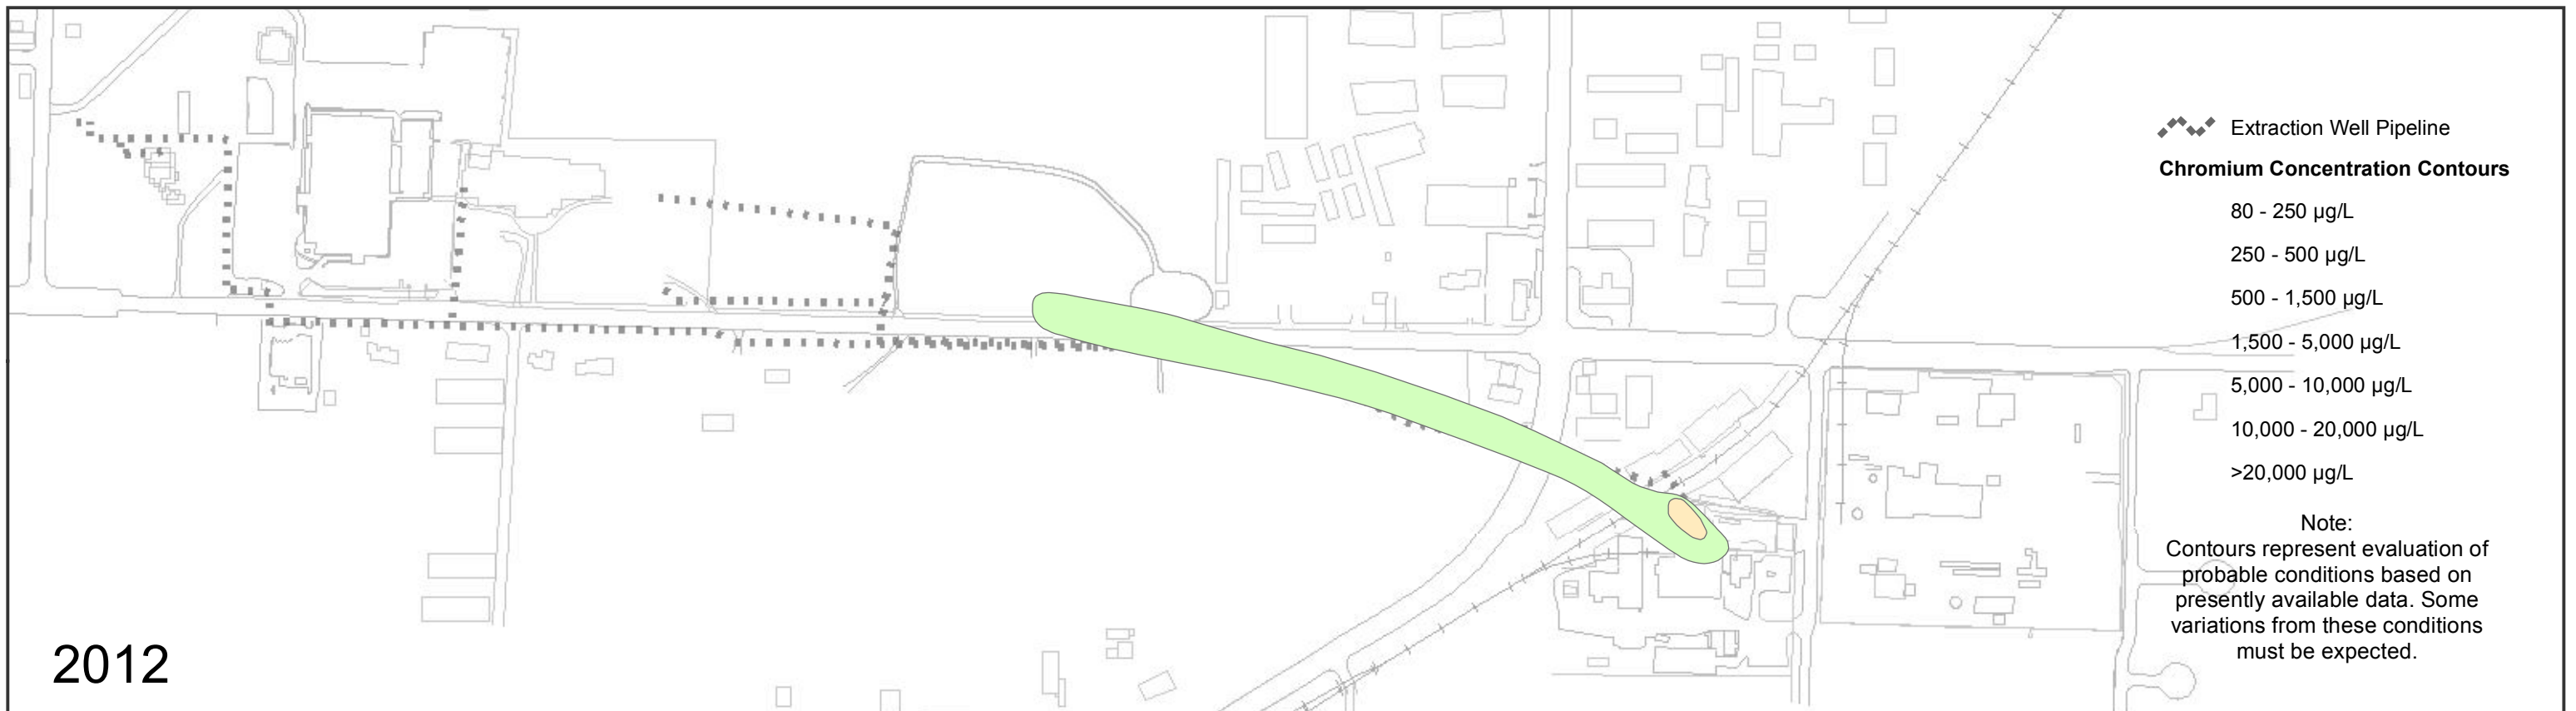 Extraction Well Pipeline
Chromium Concentration Contours
80 - 250 µg/L
250 - 500 µg/L
500 - 1,500 µg/L
1,500 - 5,000 µg/L
5,000 - 10,000 µg/L
10,000 - 20,000 µg/L
>20,000 µg/L
Note:
Contours represent evaluation of
probable conditions based on
presently available data. Some
variations from these conditions
must be expected.
2012